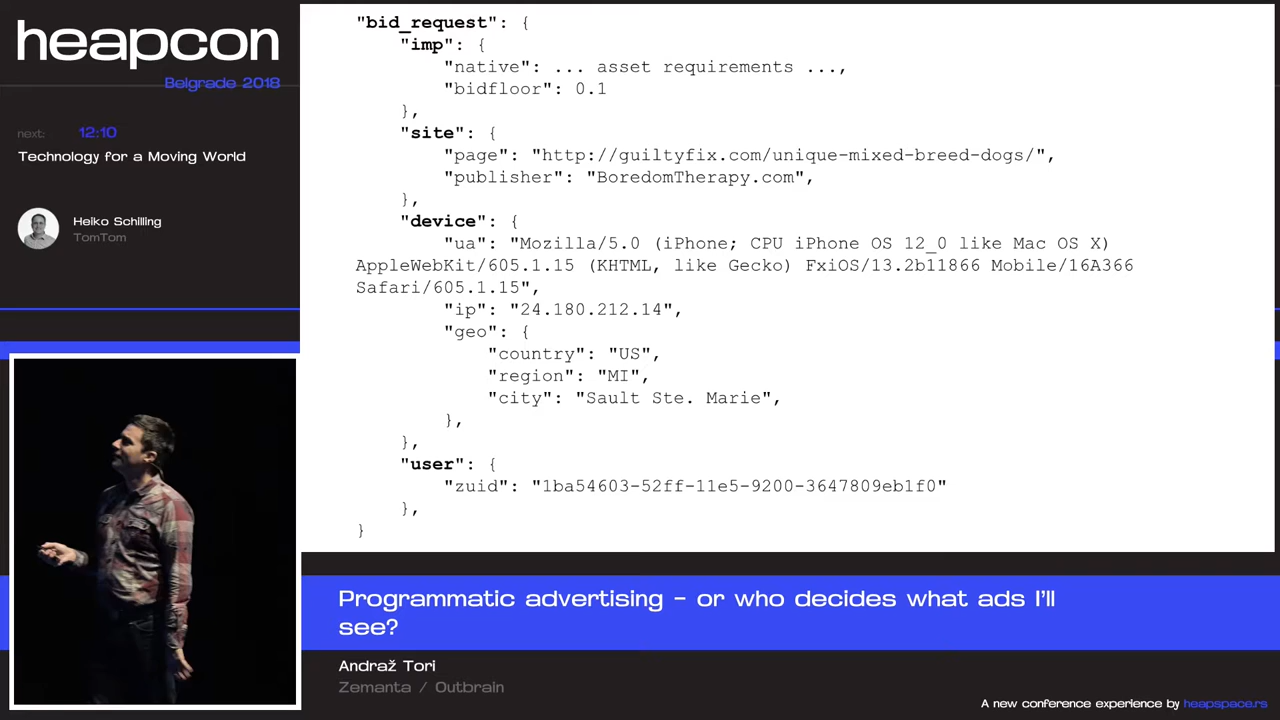 heapcon
Belgrade 2018
next: 12:10
Technology for a Moving World
Heiko Schilling
TomTom
"bid_request": {
"imp": {
"native": ... asset requirements ...,
"bidfloor": 0.1
},
"site": {
"page": "http://guiltyfix.com/unique-mixed-breed-dogs/",
"publisher": "BoredomTherapy.com",
},
"device": {
"ua": "Mozilla/5.0 (iPhone; CPU iPhone OS 12_0 like Mac OS X)
AppleWebKit/605.1.15 (KHTML, like Gecko) FxiOS/13.2b11866 Mobile/16A366
Safari/605.1.15",
"ip": "24.180.212.14",
"geo": {
"country": "US",
"region": "MI",
"city": "Sault Ste. Marie",
},
},
"user": {
"zuid": "1ba54603-52ff-11e5-9200-3647809eb1f0"
},
}
Programmatic advertising - or who decides what ads I'll
see?
Andraž Tori
Zemanta / Outbrain
A new conference experience by heapspace.rs